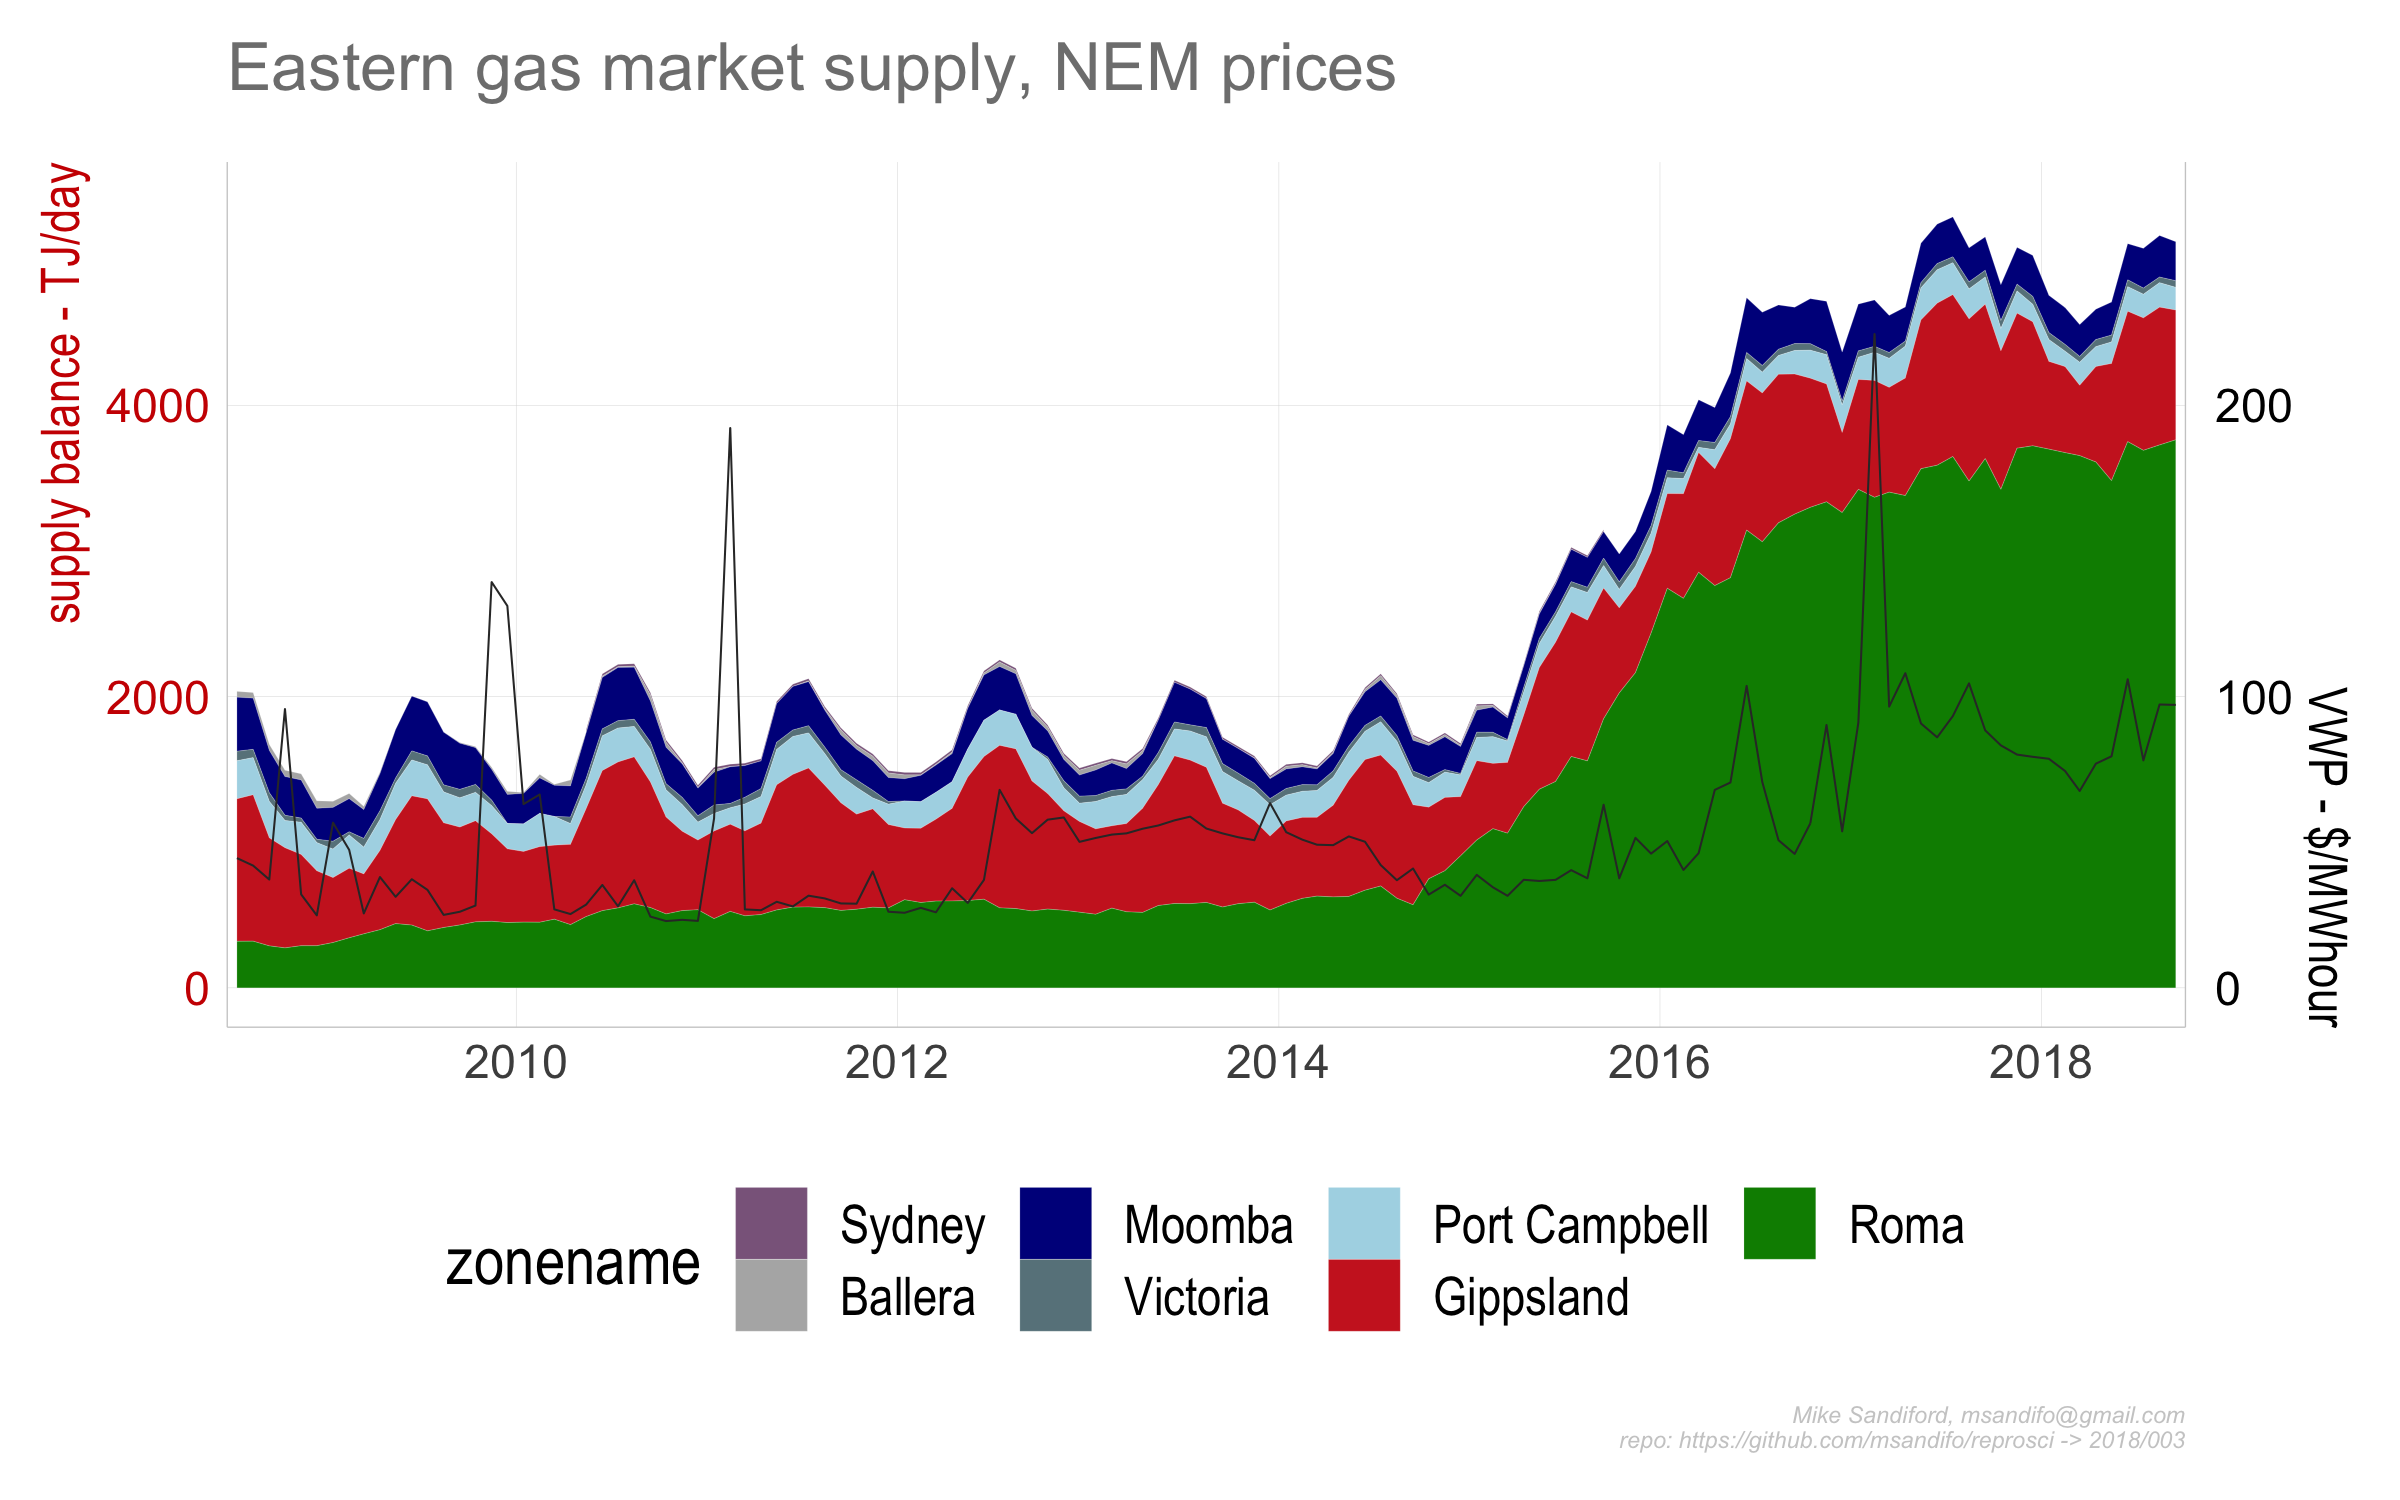 Eastern gas market supply, NEM prices
supply balance - TJ/day
4000
2000
0
200
100
0
VWP - $/MWhour
2010
2012
2014
2016
2018
zonename
Sydney
Moomba
Port Campbell
Roma
Ballera
Victoria
Gippsland
Mike Sandiford, msandifo@gmail.com
repo: https://github.com/msandifo/reprosci -> 2018/003